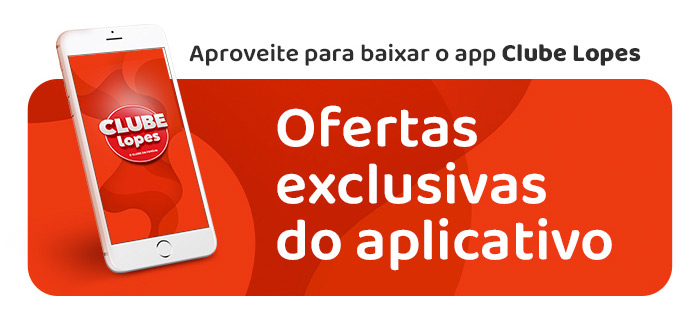 Aproveite para baixar o app Clube Lopes
CLUBE
lopes
Ofertas
exclusivas
do aplicativo